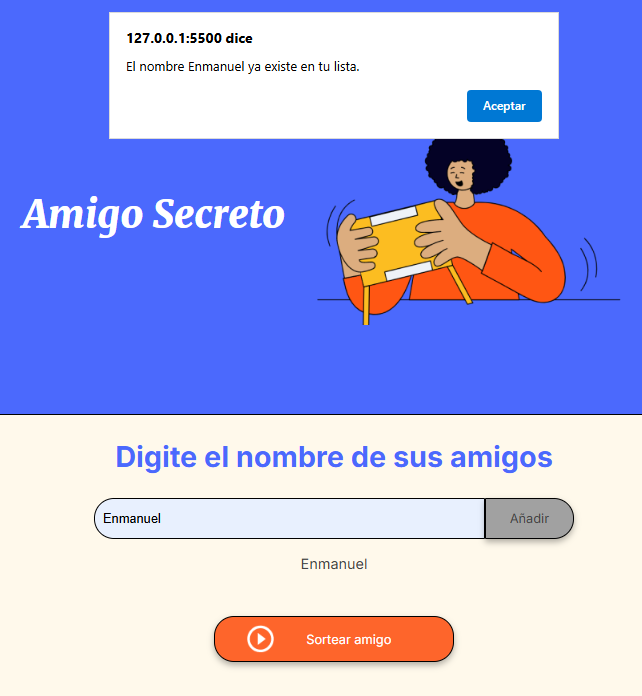 127.0.0.1:5500 dice
El nombre Enmanuel ya existe en tu lista.
Aceptar
Amigo Secreto
Digite el nombre de sus amigos
Enmanuel
Añadir
Enmanuel
Sortear amigo